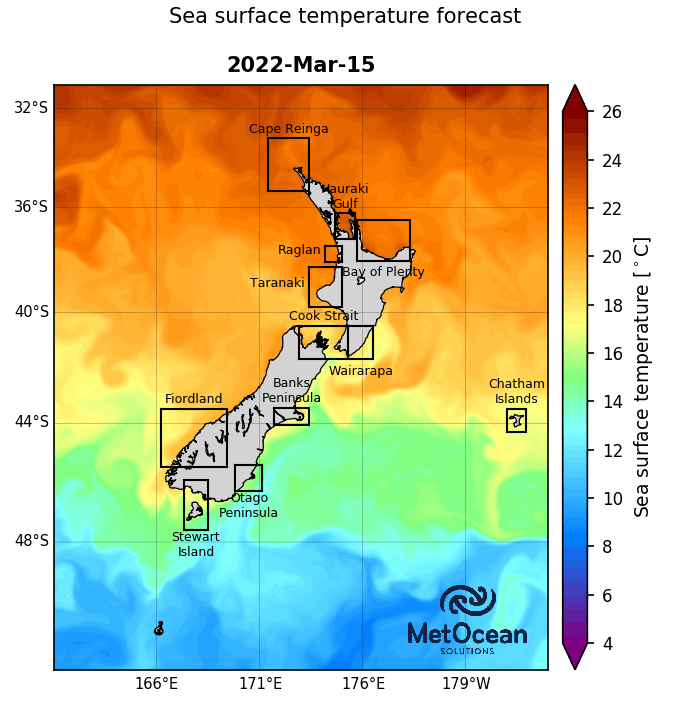 Sea surface temperature forecast
2022-Mar-15
32°S
36°S
40°S
44°S
48°S
Cape Reinga
Hauraki
Gulf
Raglan
Bay of Plenty
Taranaki
Cook Strait
Wairarapa
Banks
Peninsula
Fiordland
Chatham
Islands
Otago
Peninsula
Stewart
Island
MetOcean
SOLUTIONS
166°E
171°E
176°E
179°W
26
24
22
20
18
16
14
12
10
8
6
4
Sea surface temperature [°C]